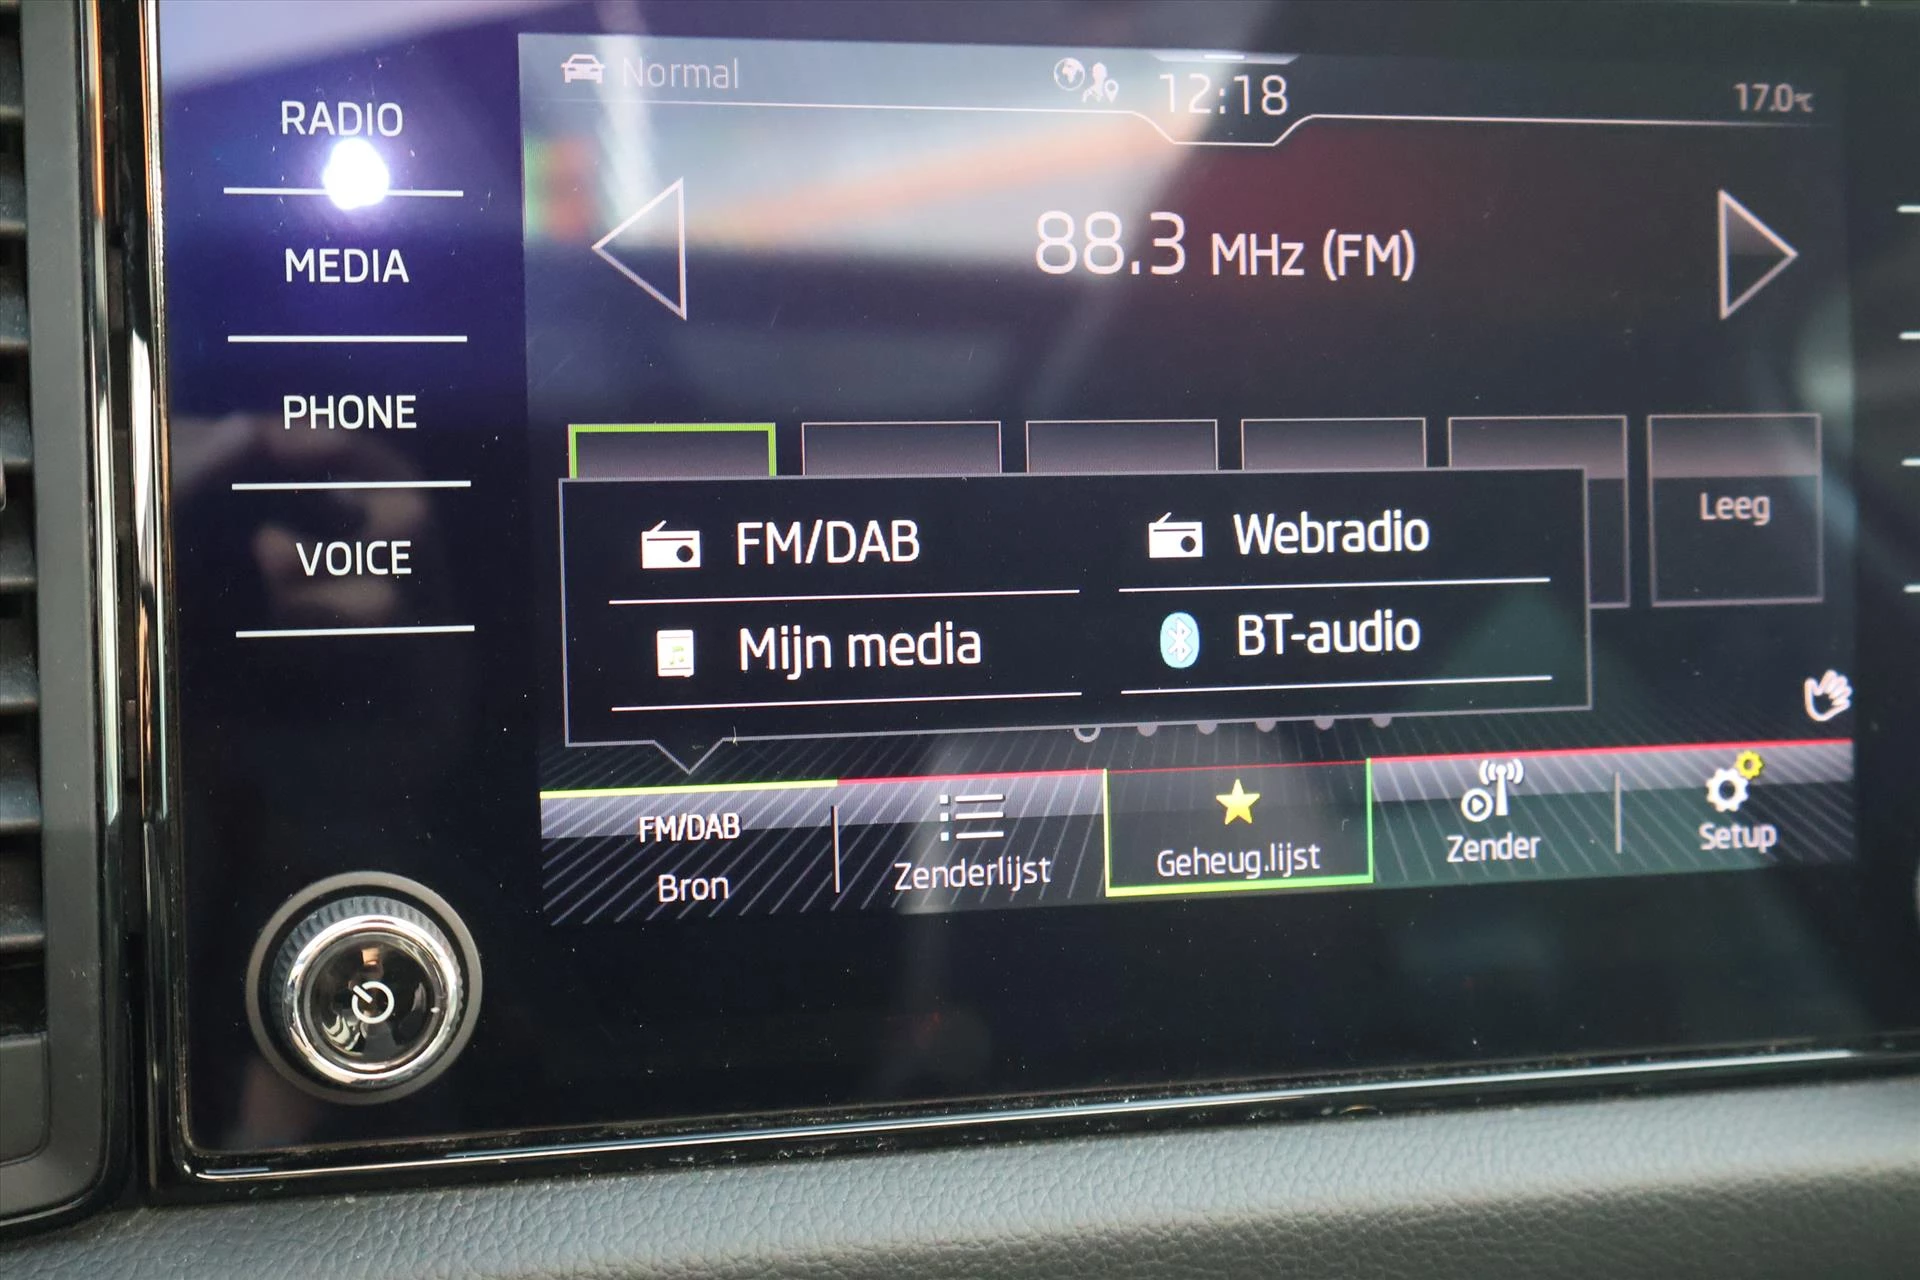 RADIO
MEDIA
PHONE
VOICE
Normal
12:18
17.0℃
88.3 MHz (FM)
Leeg
FM/DAB
Webradio
Mijn media
BT-audio
FM/DAB
Bron
Zenderlijst
Geheug.lijst
Zender
Setup